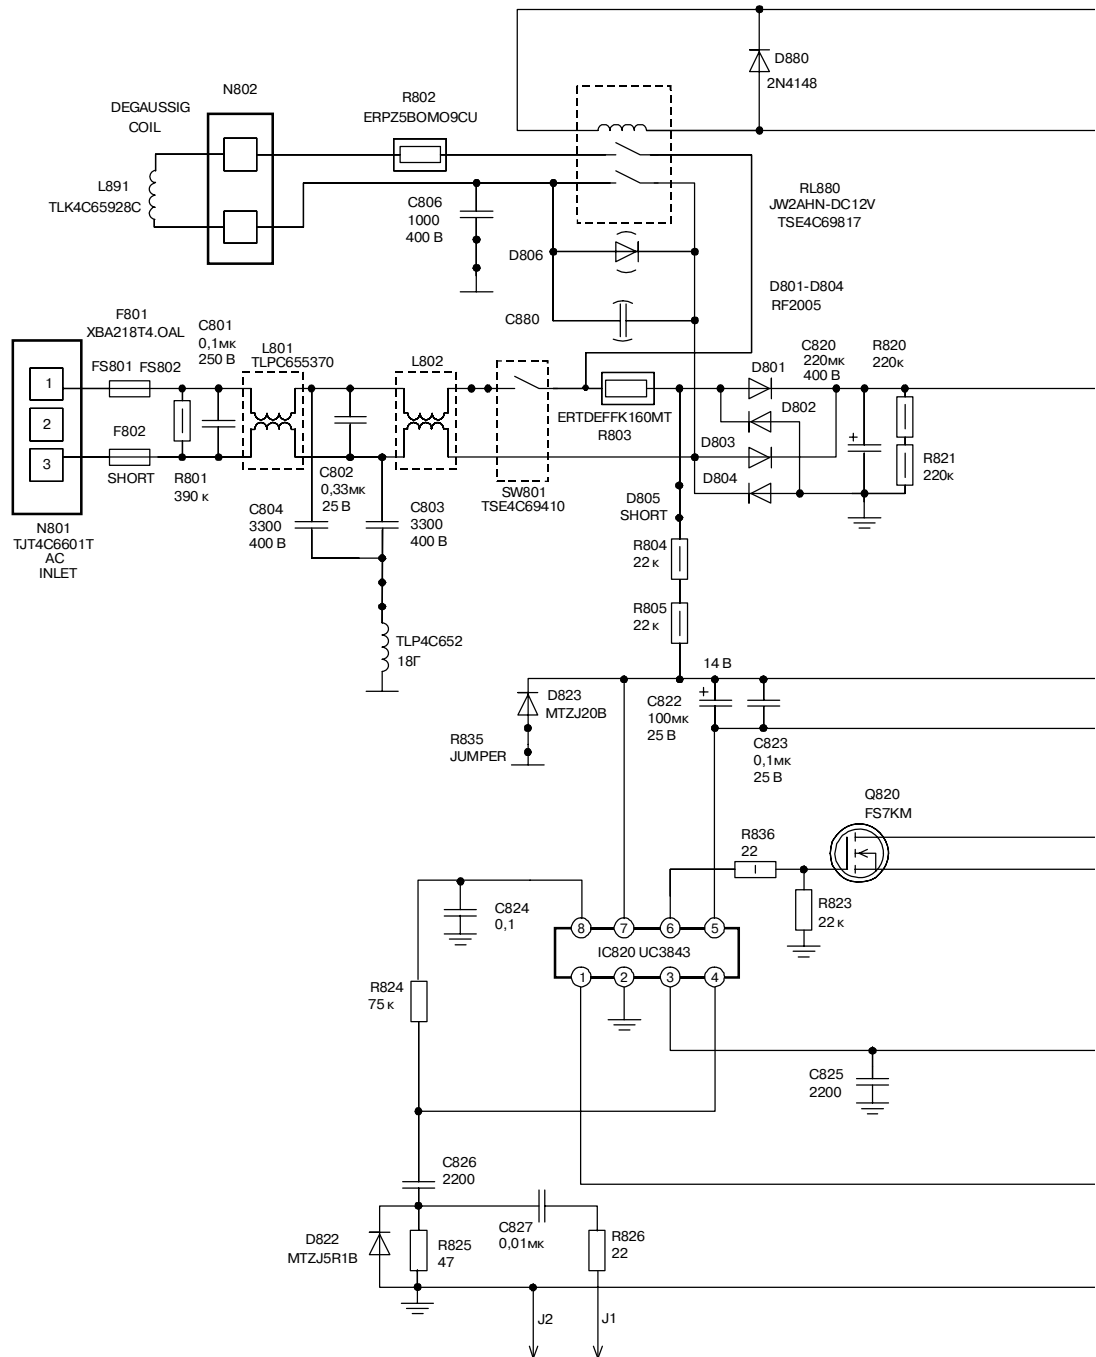 D880
2N4148
N802
DEGAUSSIG
COIL
R802
ERPZ5BOMO9CU
L891
TLK4C65928C
C806
1000
400 В
RL880
JW2AHN-DC12V
TSE4C69817
D806
C880
D801-D804
RF2005
F801
XBA218T4.OAL
C801
0,1мк
250 В
L801
TLPC655370
L802
C820
220мк
400 В
R820
220к
FS801
FS802
D801
1
2
3
F802
SHORT
R801
390 к
ERTDEFFK160MT
R803
D802
D803
D804
+
R821
220к
C802
0,33мк
25 В
SW801
TSE4C69410
D805
SHORT
C804
3300
400 В
C803
3300
400 В
N801
TJT4C6601T
AC
INLET
R804
22 к
R805
22 к
TLP4C652
18Г
14 В
D823
MTZJ20B
C822
100мк
25 В
+
R835
JUMPER
C823
0,1мк
25 В
Q820
FS7KM
R836
22
R823
22 к
C824
0,1
8
7
6
5
IC820 UC3843
1
2
3
4
R824
75 к
C825
2200
C826
2200
D822
MTZJ5R1B
R825
47
C827
0,01мк
R826
22
J2
J1